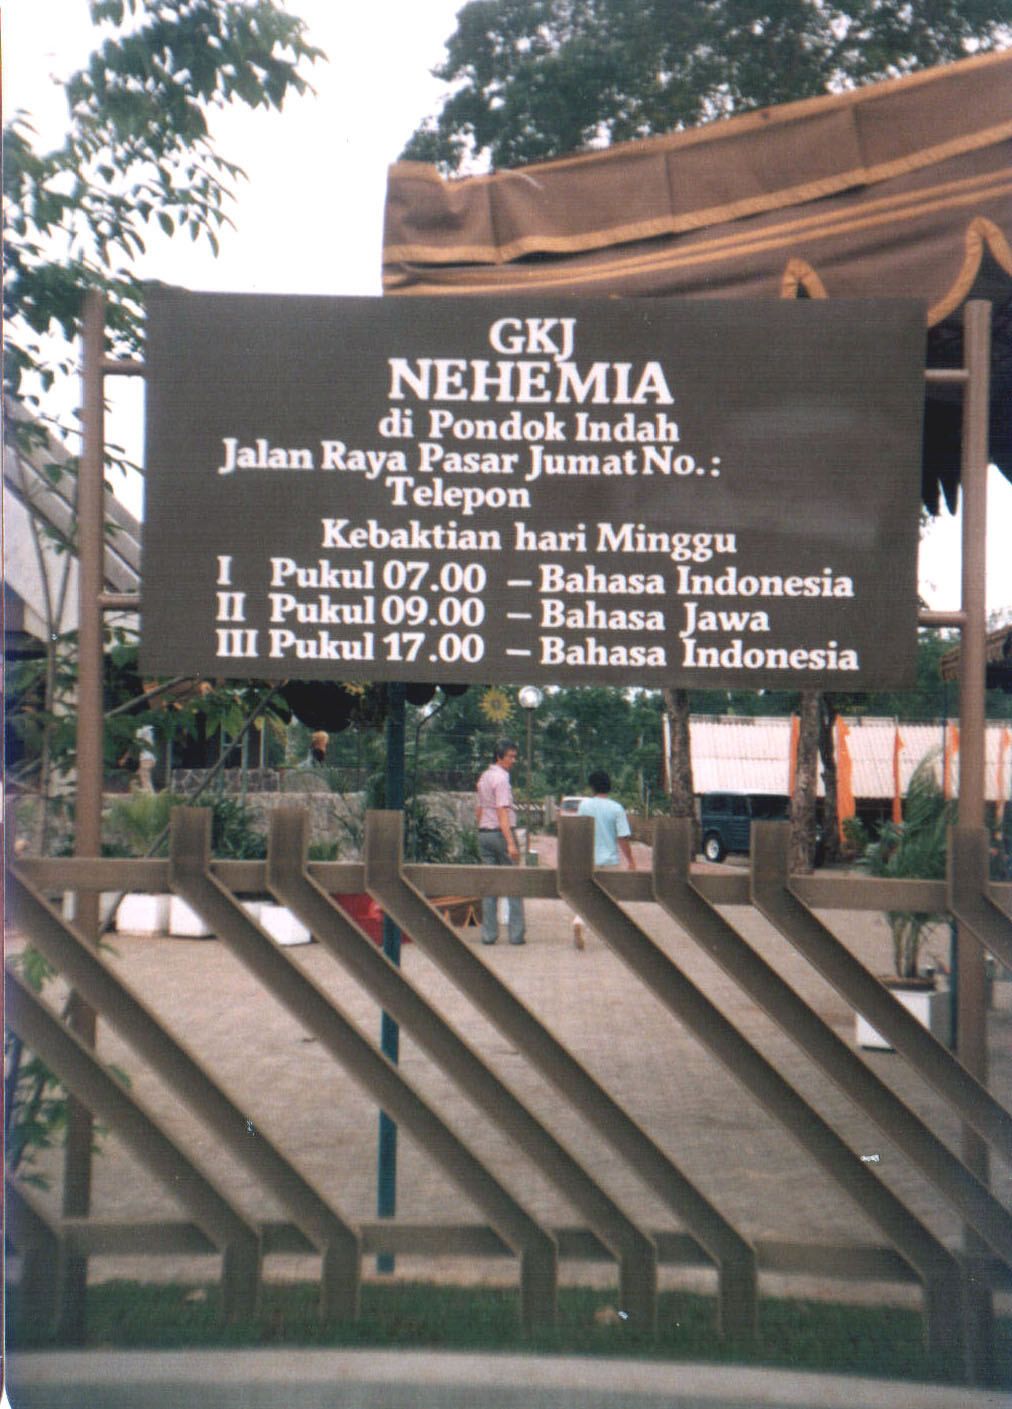 GKJ
NEHEMIA
di Pondok Indah
Jalan Raya Pasar Jumat No.:
Telepon
Kebaktian hari Minggu
I Pukul 07.00 – Bahasa Indonesia
II Pukul 09.00 – Bahasa Jawa
III Pukul 17.00 – Bahasa Indonesia